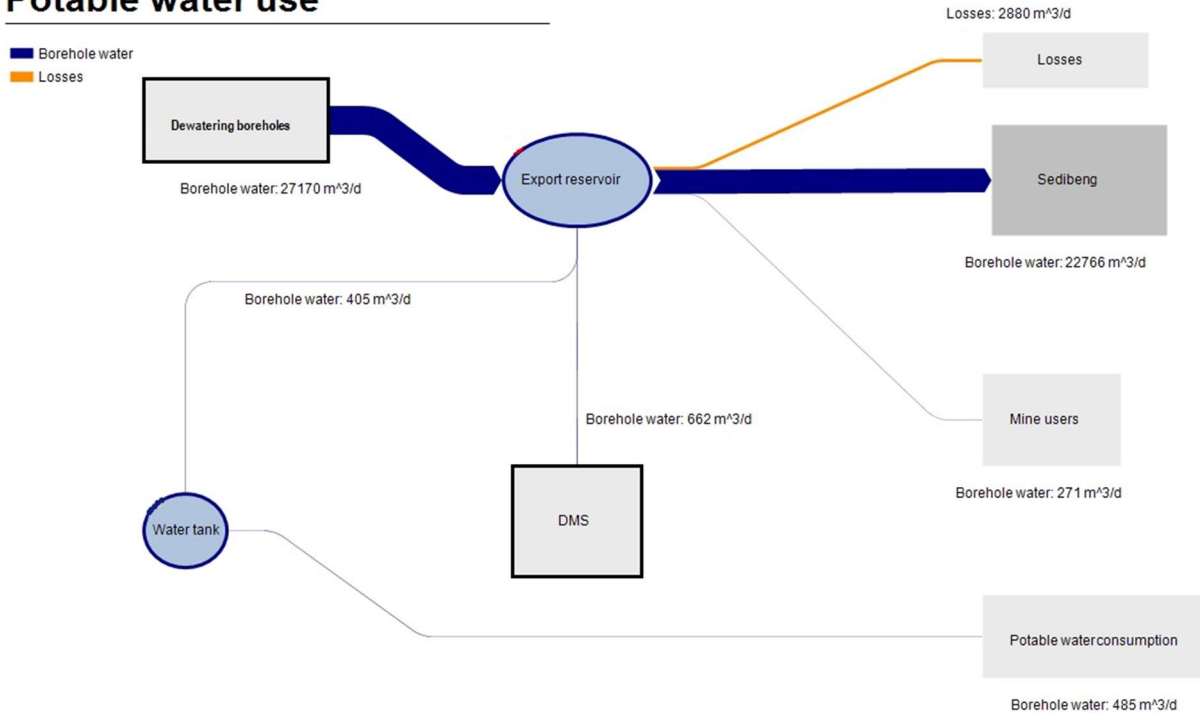 Potable water use
Losses: 2880 m^3/d
Borehole water
Losses
Losses
Dewatering boreholes
Export reservoir
Sedibeng
Borehole water: 27170 m^3/d
Borehole water: 22766 m^3/d
Borehole water: 405 m^3/d
Borehole water: 662 m^3/d
Mine users
Borehole water: 271 m^3/d
DMS
Water tank
Potable waterconsumption
Borehole water: 485 m^3/d